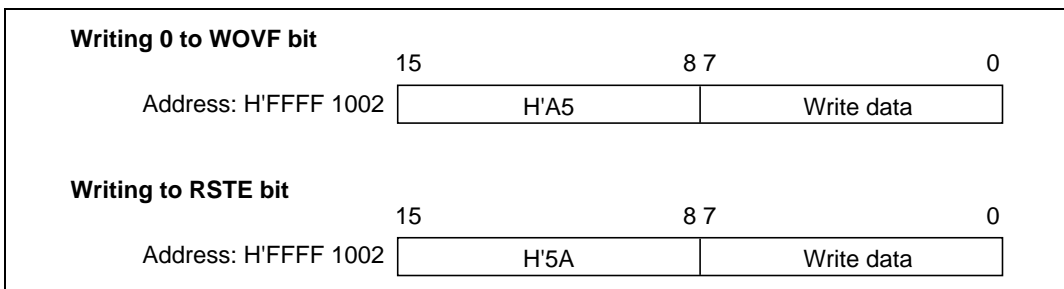 Writing 0 to WOVF bit
15 8 7 0
Address: H'FFFF 1002 H'A5 Write data
Writing to RSTE bit
15 8 7 0
Address: H'FFFF 1002 H'5A Write data